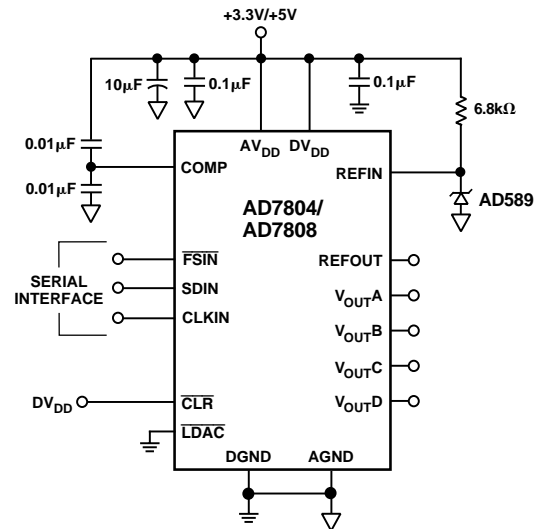 +3.3V/+5V
10µF
0.1µF
0.1µF
6.8kΩ
0.01µF
0.01µF
AVDD
DVDD
COMP
REFIN
AD7804/
AD7808
AD589
FSIN
SDIN
CLKIN
SERIAL
INTERFACE
REFOUT
VOUTA
VOUTB
VOUTC
VOUTD
DVDD
CLR
LDAC
DGND
AGND